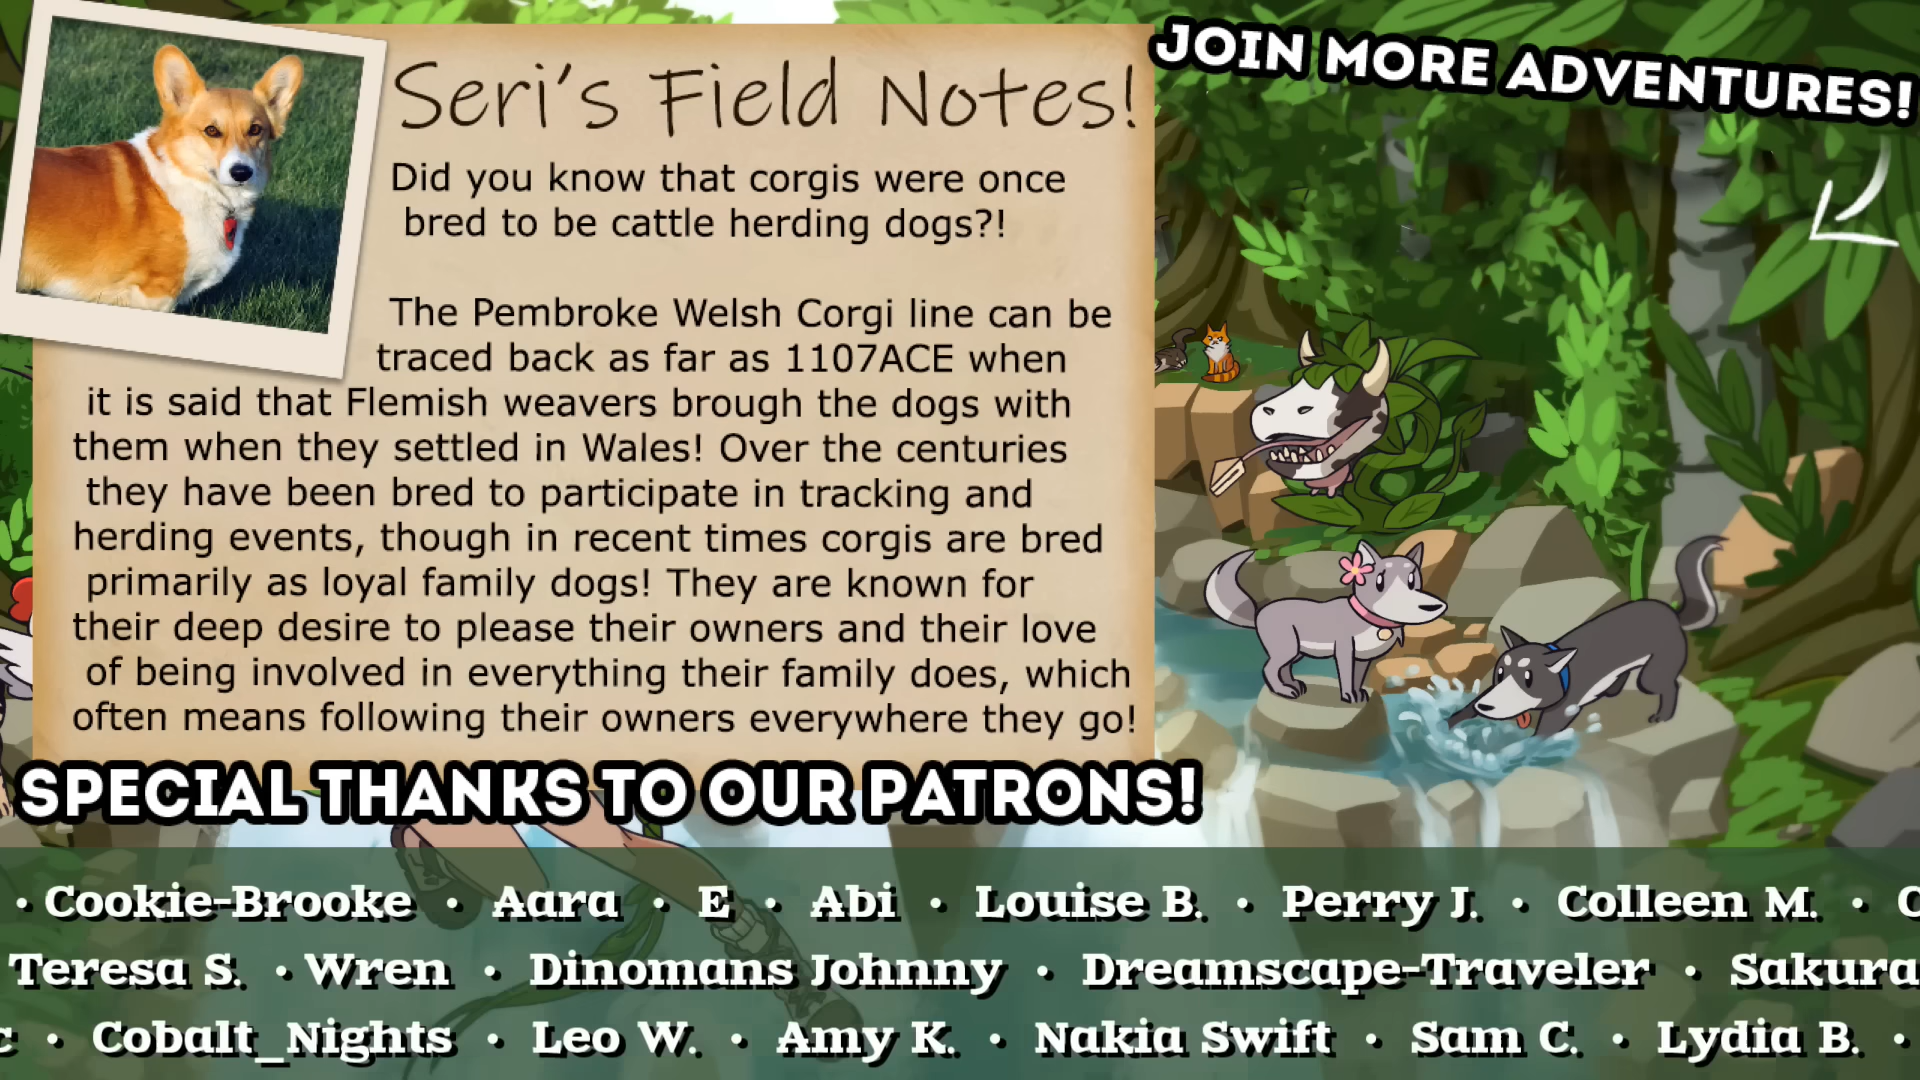 Seri's Field Notes!
JOIN MORE ADVENTURES!
Did you know that corgis were once
bred to be cattle herding dogs?!
The Pembroke Welsh Corgi line can be
traced back as far as 1107ACE when
it is said that Flemish weavers brough the dogs with
them when they settled in Wales! Over the centuries
they have been bred to participate in tracking and
herding events, though in recent times corgis are bred
primarily as loyal family dogs! They are known for
their deep desire to please their owners and their love
of being involved in everything their family does, which
often means following their owners everywhere they go!
SPECIAL THANKS TO OUR PATRONS!
• Cookie-Brooke • Aara • E • Abi • Louise B. • Perry J. • Colleen M. •
Teresa S. • Wren • Dinomans Johnny • Dreamscape-Traveler • Sakura
• Cobalt_Nights • Leo W. • Amy K. • Nakia Swift • Sam C. • Lydia B. •